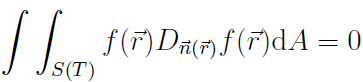 ∫∫_{S(T)} f(r⃗)D_{n⃗(r⃗)}f(r⃗)dA = 0